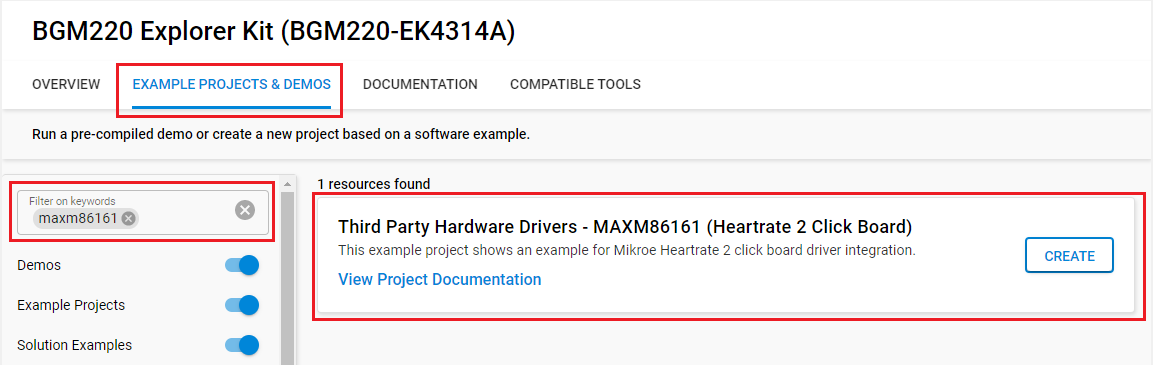 BGM220 Explorer Kit (BGM220-EK4314A)
OVERVIEW
EXAMPLE PROJECTS & DEMOS
DOCUMENTATION
COMPATIBLE TOOLS
Run a pre-compiled demo or create a new project based on a software example.
Filter on keywords
maxm86161
Demos
Example Projects
Solution Examples
1 resources found
Third Party Hardware Drivers - MAXM86161 (Heartrate 2 Click Board)
This example project shows an example for Mikroe Heartrate 2 click board driver integration.
View Project Documentation
CREATE